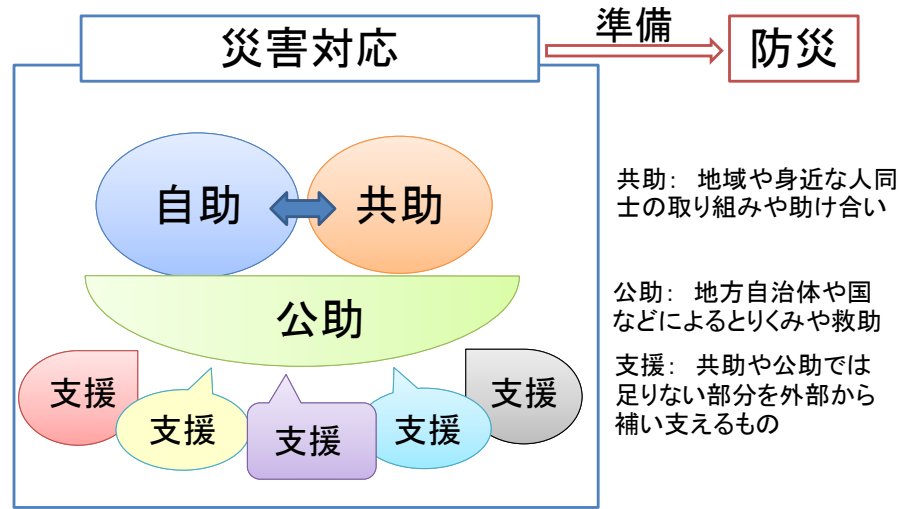 災害対応
準備
防災
自助
共助
共助：　地域や身近な人同
士の取り組みや助け合い
公助
公助：　地方自治体や国
などによるとりくみや救助
支援
支援
支援
支援
支援
支援：　共助や公助では
足りない部分を外部から
補い支えるもの